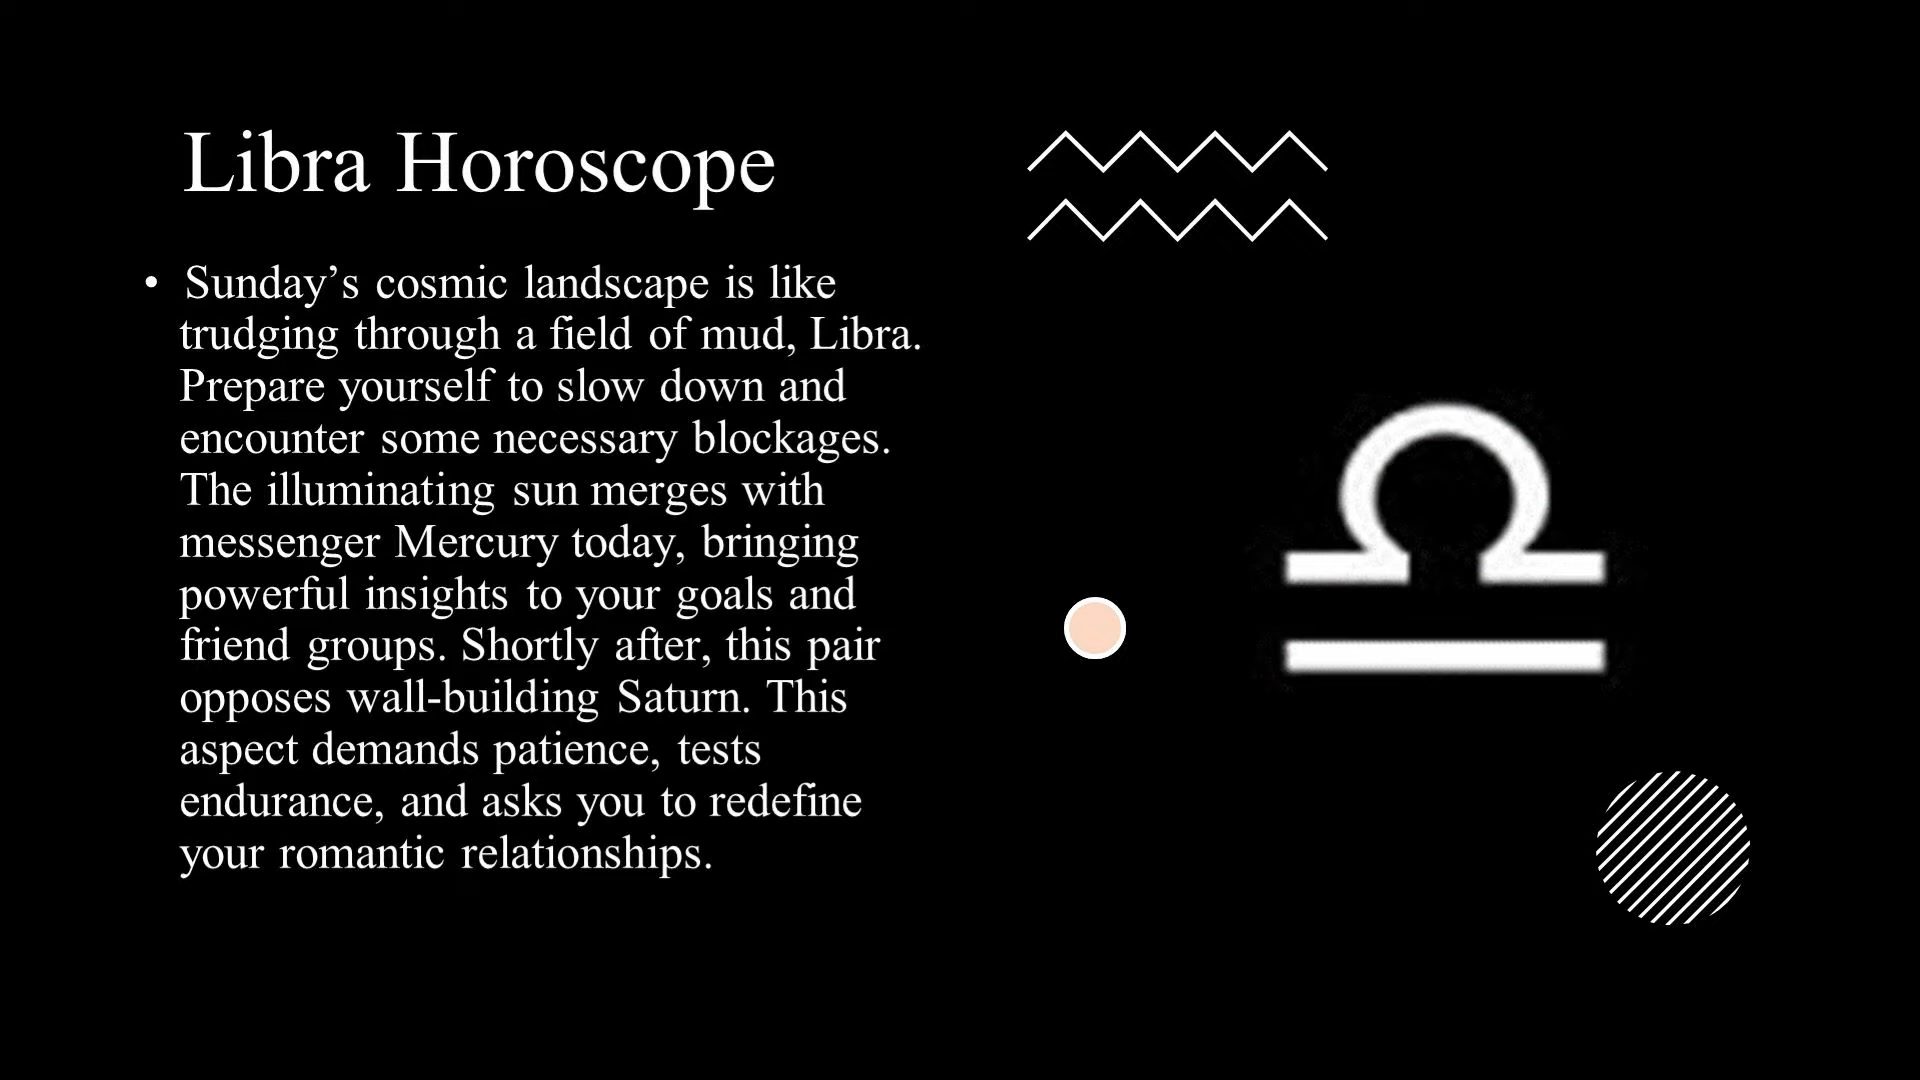 Libra Horoscope
• Sunday’s cosmic landscape is like
trudging through a field of mud, Libra.
Prepare yourself to slow down and
encounter some necessary blockages.
The illuminating sun merges with
messenger Mercury today, bringing
powerful insights to your goals and
friend groups. Shortly after, this pair
opposes wall-building Saturn. This
aspect demands patience, tests
endurance, and asks you to redefine
your romantic relationships.